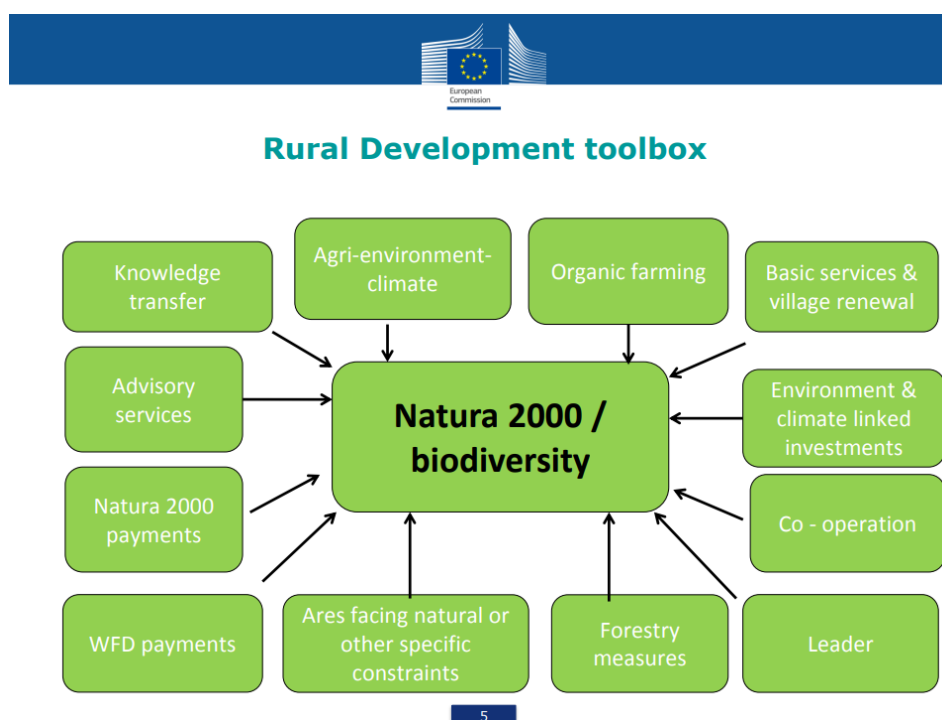 European
Commission
Rural Development toolbox
Knowledge
transfer
Agri-environment-
climate
Organic farming
Basic services &
village renewal
Advisory
services
Natura 2000 /
biodiversity
Environment &
climate linked
investments
Natura 2000
payments
Co - operation
WFD payments
Ares facing natural or
other specific
constraints
Forestry
measures
Leader
5